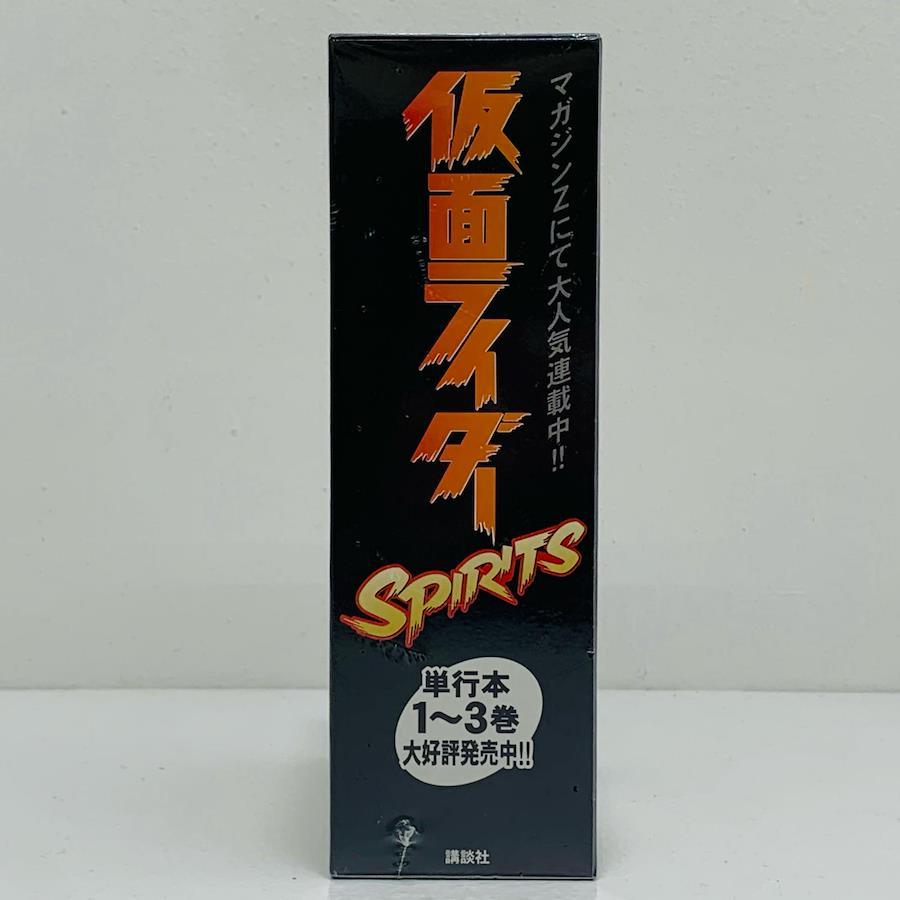 マガジンZにて大人気連載中!!
仮面ライダー
SPIRITS
単行本
1〜3巻
大好評発売中!!
講談社